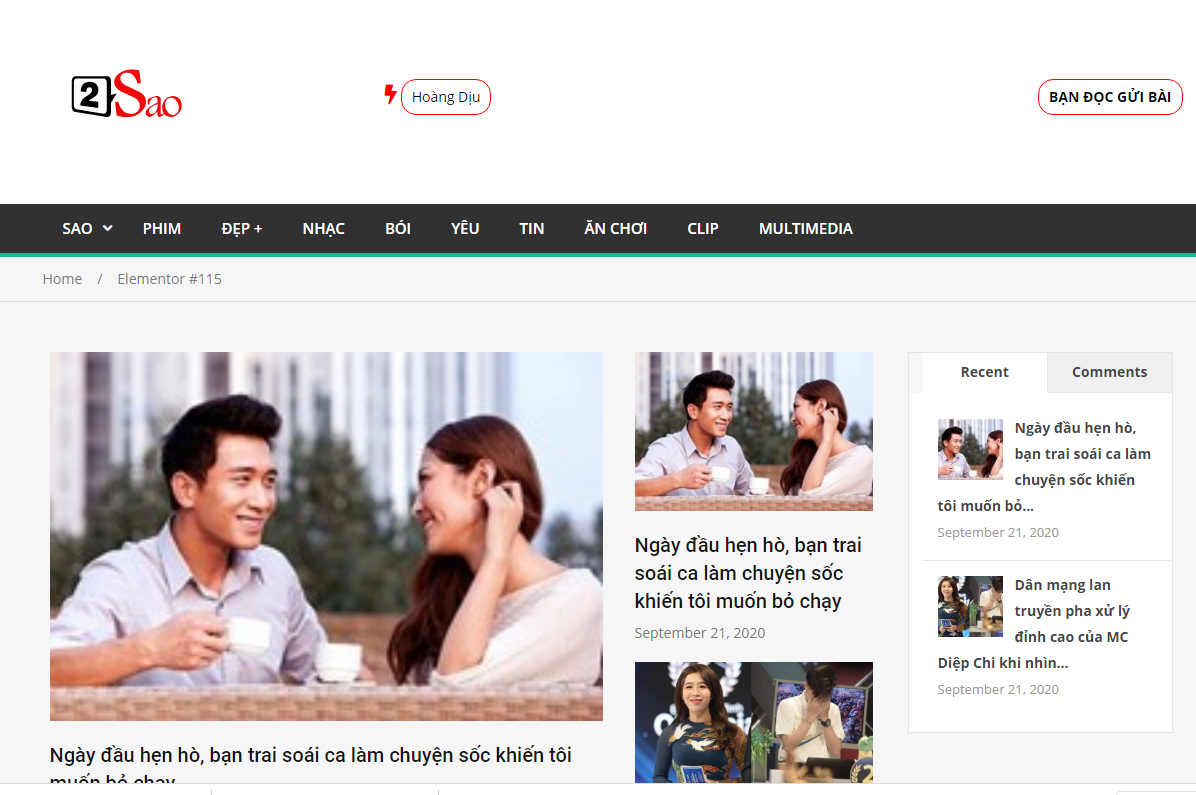 2Sao
Hoàng Dịu
BẠN ĐỌC GỬI BÀI
SAO
PHIM
ĐẸP +
NHẠC
BÓI
YÊU
TIN
ĂN CHƠI
CLIP
MULTIMEDIA
Home / Elementor #115
Ngày đầu hẹn hò, bạn trai soái ca làm chuyện sốc khiến tôi
muốn bỏ chạy
Ngày đầu hẹn hò, bạn trai
soái ca làm chuyện sốc
khiến tôi muốn bỏ chạy
September 21, 2020
Recent
Comments
Ngày đầu hẹn hò,
bạn trai soái ca làm
chuyện sốc khiến
tôi muốn bỏ...
September 21, 2020
Dân mạng lan
truyền pha xử lý
đỉnh cao của MC
Diệp Chi khi nhìn...
September 21, 2020